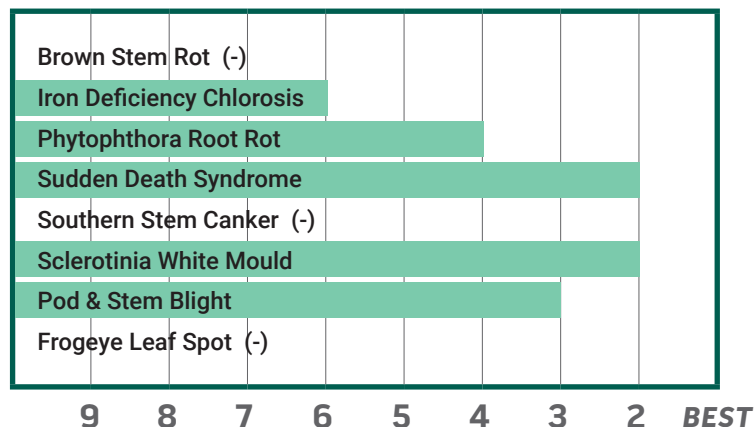 Brown Stem Rot (-)
Iron Deficiency Chlorosis
Phytophthora Root Rot
Sudden Death Syndrome
Southern Stem Canker (-)
Sclerotinia White Mould
Pod & Stem Blight
Frogeye Leaf Spot (-)
9 8 7 6 5 4 3 2 BEST